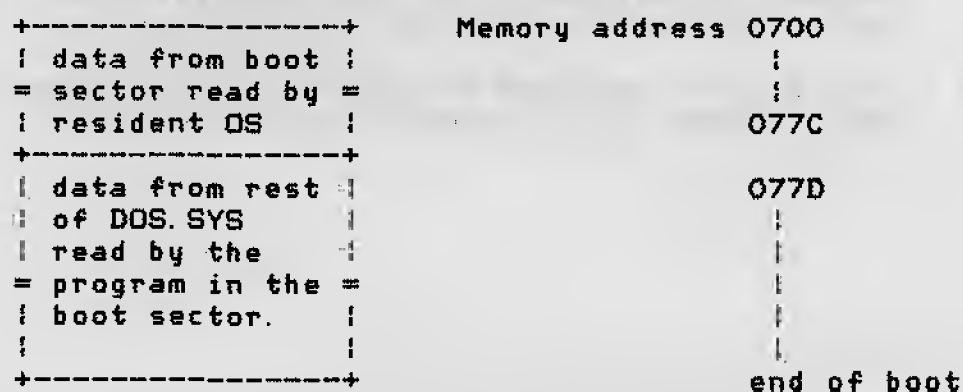 +-----------------+ Memory address 0700
! data from boot ! !
= sector read by = !
! resident OS ! 077C
+-----------------+
! data from rest ! 077D
! of DOS.SYS ! !
! read by the ! !
= program in the = !
! boot sector. ! !
! ! !
+-----------------+ end of boot